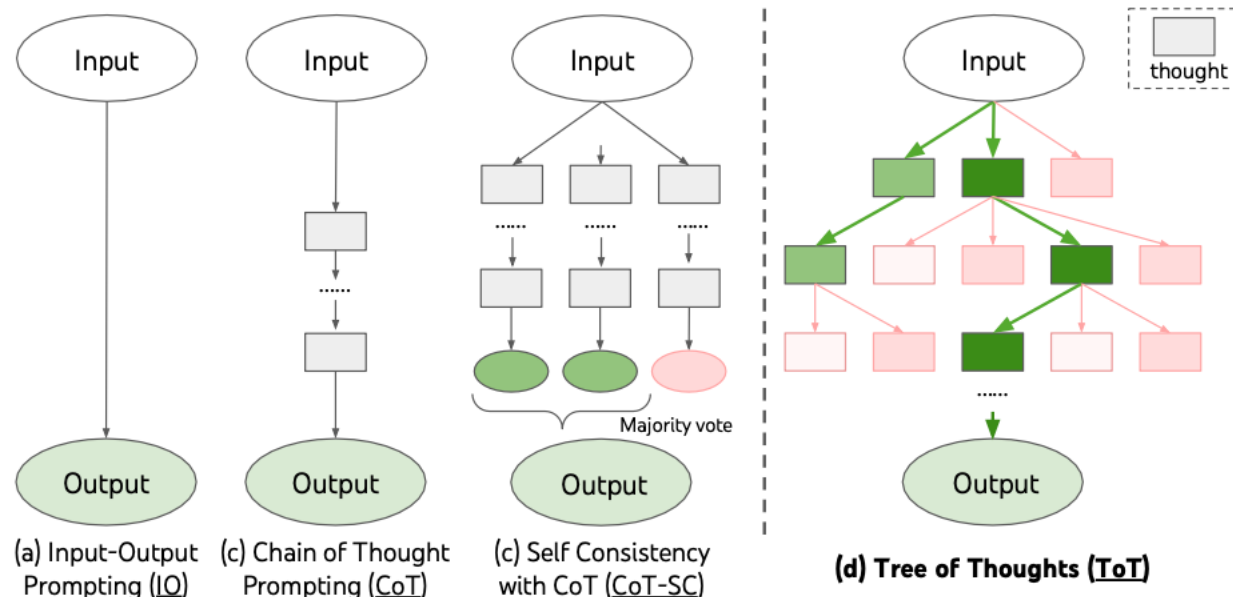 Input
Input
Input
Input
thought
......
......
......
......
......
Majority vote
Output
Output
Output
Output
(a) Input-Output
Prompting (IO)
(c) Chain of Thought
Prompting (CoT)
(c) Self Consistency
with CoT (CoT-SC)
(d) Tree of Thoughts (ToT)